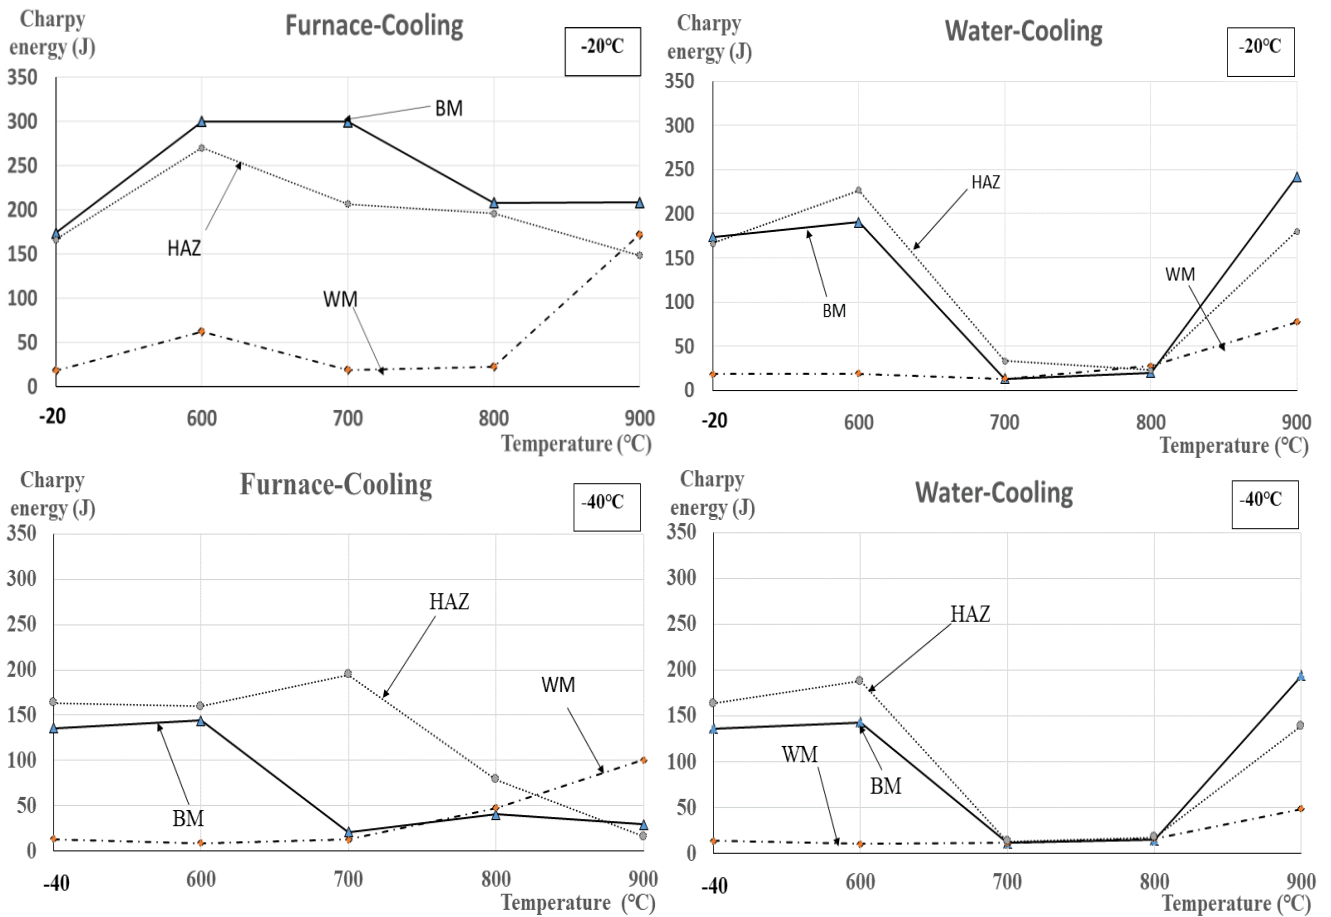 Charpy
energy (J)
Furnace-Cooling
-20℃
350
300
250
200
150
100
50
0
BM
HAZ
WM
-20
600
700
800
900
Temperature (℃)
Charpy
energy (J)
Water-Cooling
-20℃
350
300
250
200
150
100
50
0
HAZ
BM
WM
-20
600
700
800
900
Temperature (℃)
Charpy
energy (J)
Furnace-Cooling
-40℃
350
300
250
200
150
100
50
0
HAZ
WM
BM
-40
600
700
800
900
Temperature (℃)
Charpy
energy (J)
Water-Cooling
-40℃
350
300
250
200
150
100
50
0
HAZ
WM
BM
-40
600
700
800
900
Temperature (℃)